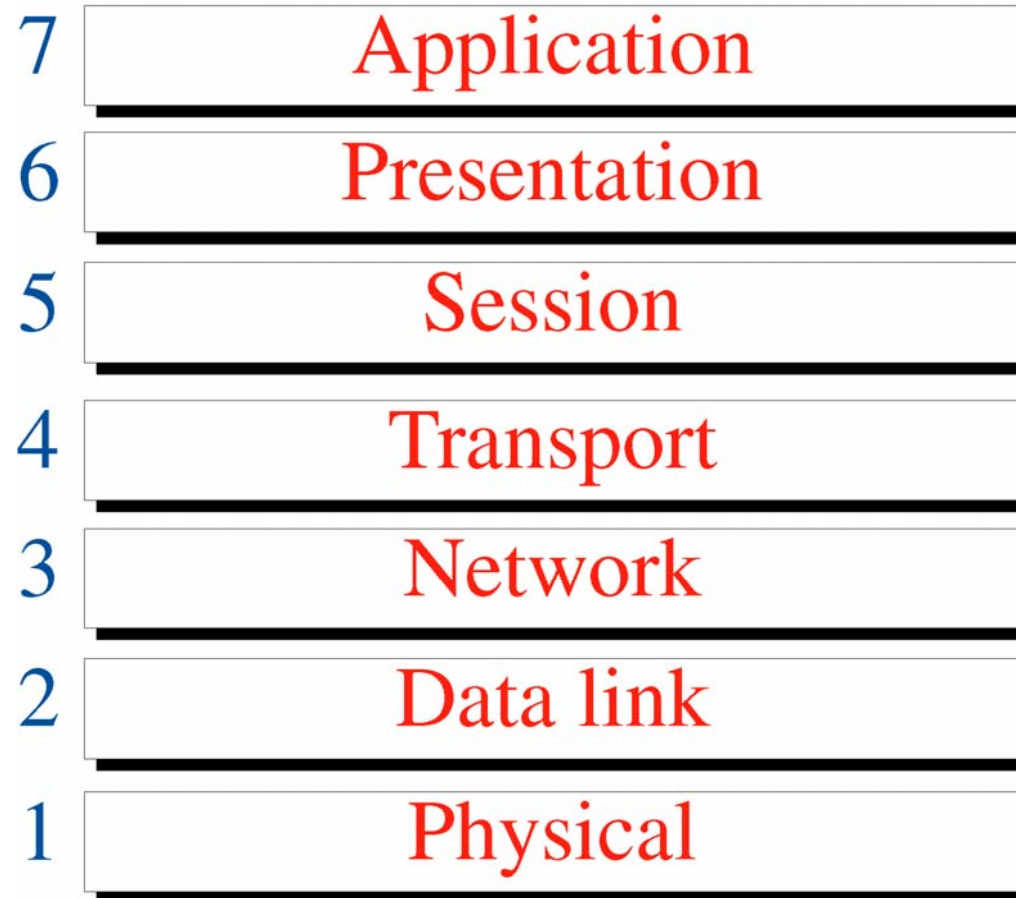 7 Application
6 Presentation
5 Session
4 Transport
3 Network
2 Data link
1 Physical